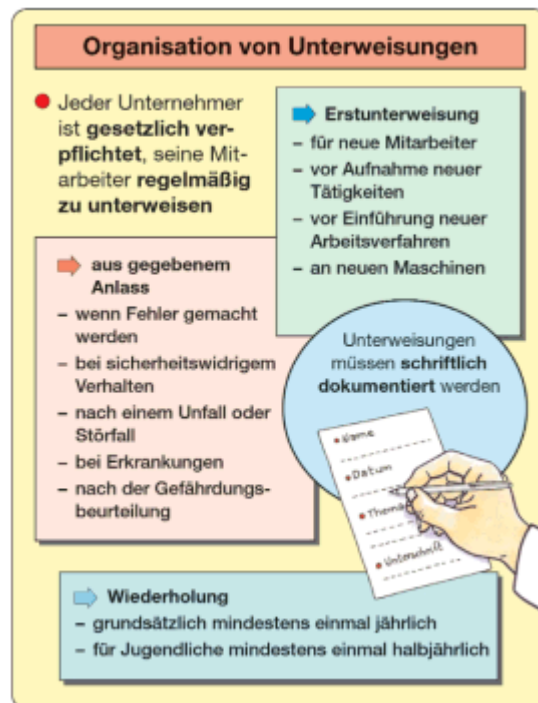 Organisation von Unterweisungen
● Jeder Unternehmer
ist gesetzlich ver-
pflichtet, seine Mit-
arbeiter regelmäßig
zu unterweisen
Erstunterweisung
– für neue Mitarbeiter
– vor Aufnahme neuer
Tätigkeiten
– vor Einführung neuer
Arbeitsverfahren
– an neuen Maschinen
aus gegebenem
Anlass
– wenn Fehler gemacht
werden
– bei sicherheitswidrigem
Verhalten
– nach einem Unfall oder
Störfall
– bei Erkrankungen
– nach der Gefährdungs-
beurteilung
Unterweisungen
müssen schriftlich
dokumentiert werden
• Name
• Datum
• Thema
• Unterschrift
Wiederholung
– grundsätzlich mindestens einmal jährlich
– für Jugendliche mindestens einmal halbjährlich